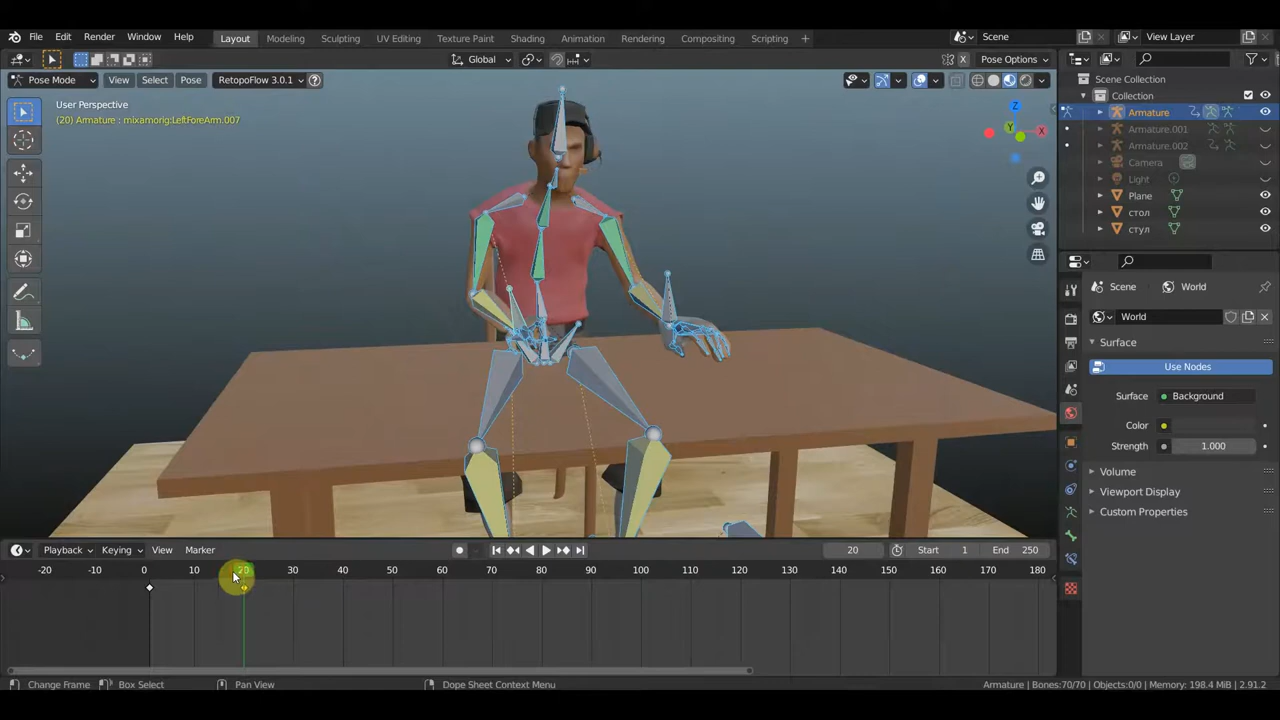 File Edit Render Window Help Layout Modeling Sculpting UV Editing Texture Paint Shading Animation Rendering Compositing Scripting + Scene View Layer
Global X Pose Options
Pose Mode View Select Pose RetopoFlow 3.0.1
User Perspective
(20) Armature : mixamorig:LeftForeArm.007
Z
Y
X
Scene Collection
Collection
Armature
Armature.001
Armature.002
Camera
Light
Plane
стол
стул
Scene World
World
Surface
Use Nodes
Surface Background
Color
Strength 1.000
Volume
Viewport Display
Custom Properties
Playback Keying View Marker 20 Start 1 End 250
-20 -10 0 10 20 30 40 50 60 70 80 90 100 110 120 130 140 150 160 170 180
Change Frame Box Select Pan View Dope Sheet Context Menu Armature | Bones:70/70 | Objects:0/0 | Memory: 198.4 MiB | 2.91.2